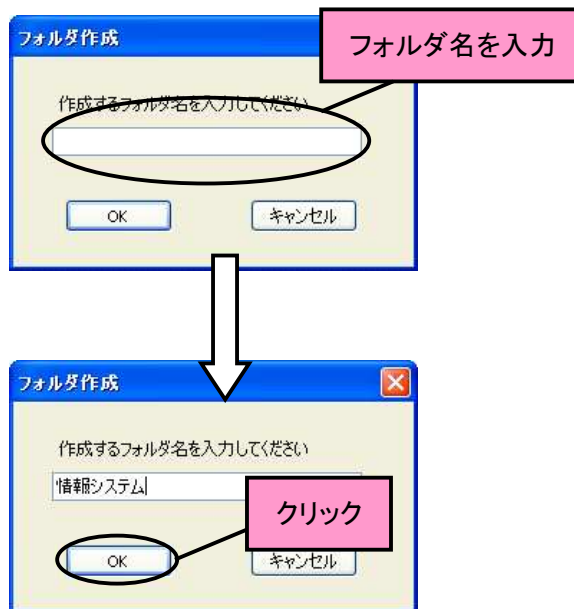 フォルダ作成
フォルダ名を入力
作成するフォルダ名を入力してください
OK
キャンセル
フォルダ作成
作成するフォルダ名を入力してください
情報システム
クリック
OK
キャンセル